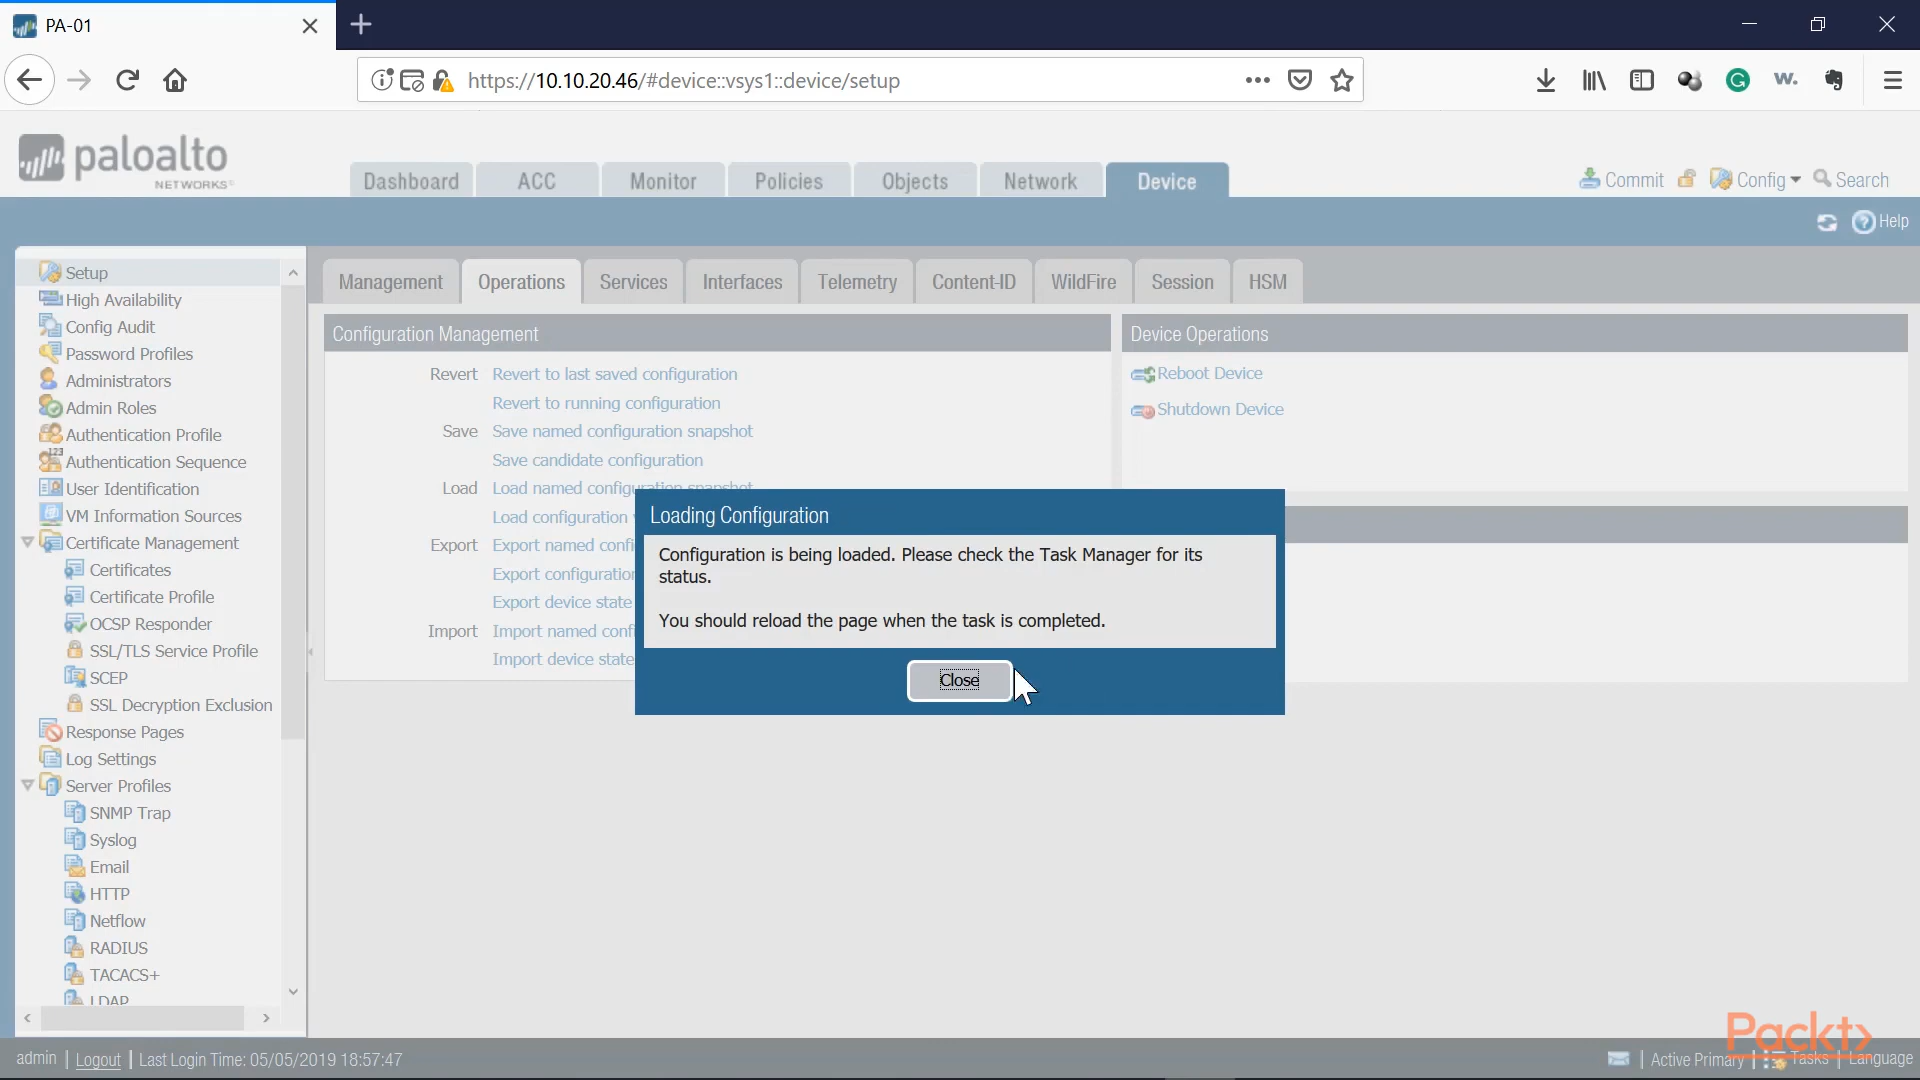 PA-01
https://10.10.20.46/#device::vsys1::device/setup
paloalto
NETWORKS
Dashboard
ACC
Monitor
Policies
Objects
Network
Device
Commit
Config
Search
Help
Setup
High Availability
Config Audit
Password Profiles
Administrators
Admin Roles
Authentication Profile
Authentication Sequence
User Identification
VM Information Sources
Certificate Management
Certificates
Certificate Profile
OCSP Responder
SSL/TLS Service Profile
SCEP
SSL Decryption Exclusion
Response Pages
Log Settings
Server Profiles
SNMP Trap
Syslog
Email
HTTP
Netflow
RADIUS
TACACS+
LDAP
Management
Operations
Services
Interfaces
Telemetry
Content-ID
WildFire
Session
HSM
Configuration Management
Revert Revert to last saved configuration
Revert to running configuration
Save Save named configuration snapshot
Save candidate configuration
Load Load named configuration snapshot
Load configuration
Export Export named confi
Export configuration
Export device state
Import Import named confi
Import device state
Device Operations
Reboot Device
Shutdown Device
Loading Configuration
Configuration is being loaded. Please check the Task Manager for its
status.
You should reload the page when the task is completed.
Close
admin | Logout | Last Login Time: 05/05/2019 18:57:47
| Active Primary | Tasks | Language
Packt>